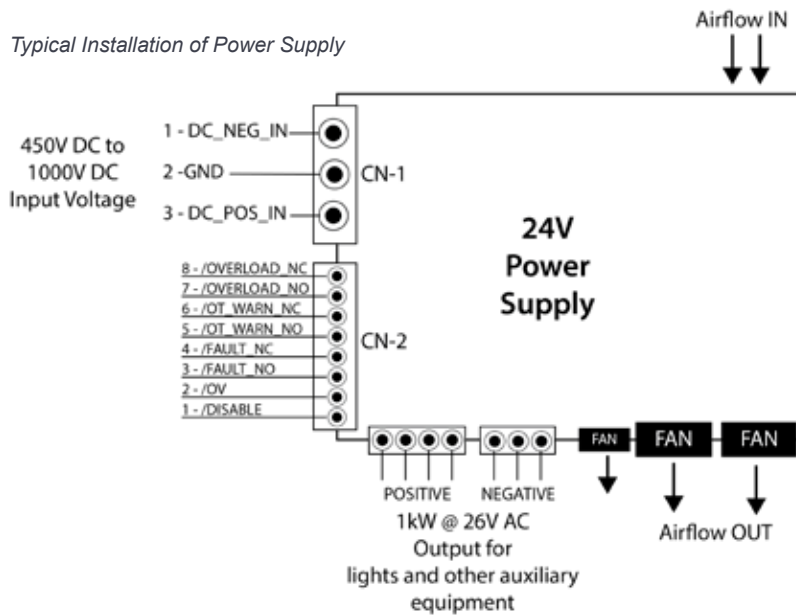 Airflow IN
Typical Installation of Power Supply
450V DC to
1000V DC
Input Voltage
1 - DC_NEG_IN
2 -GND
3 - DC_POS_IN
CN-1
24V
Power
Supply
8 - /OVERLOAD_NC
7 - /OVERLOAD_NO
6 - /OT_WARN_NC
5 - /OT_WARN_NO
4 - /FAULT_NC
3 - /FAULT_NO
2 - /OV
1 - /DISABLE
CN-2
FAN
FAN
FAN
POSITIVE
NEGATIVE
1kW @ 26V AC
Output for
lights and other auxiliary
equipment
Airflow OUT